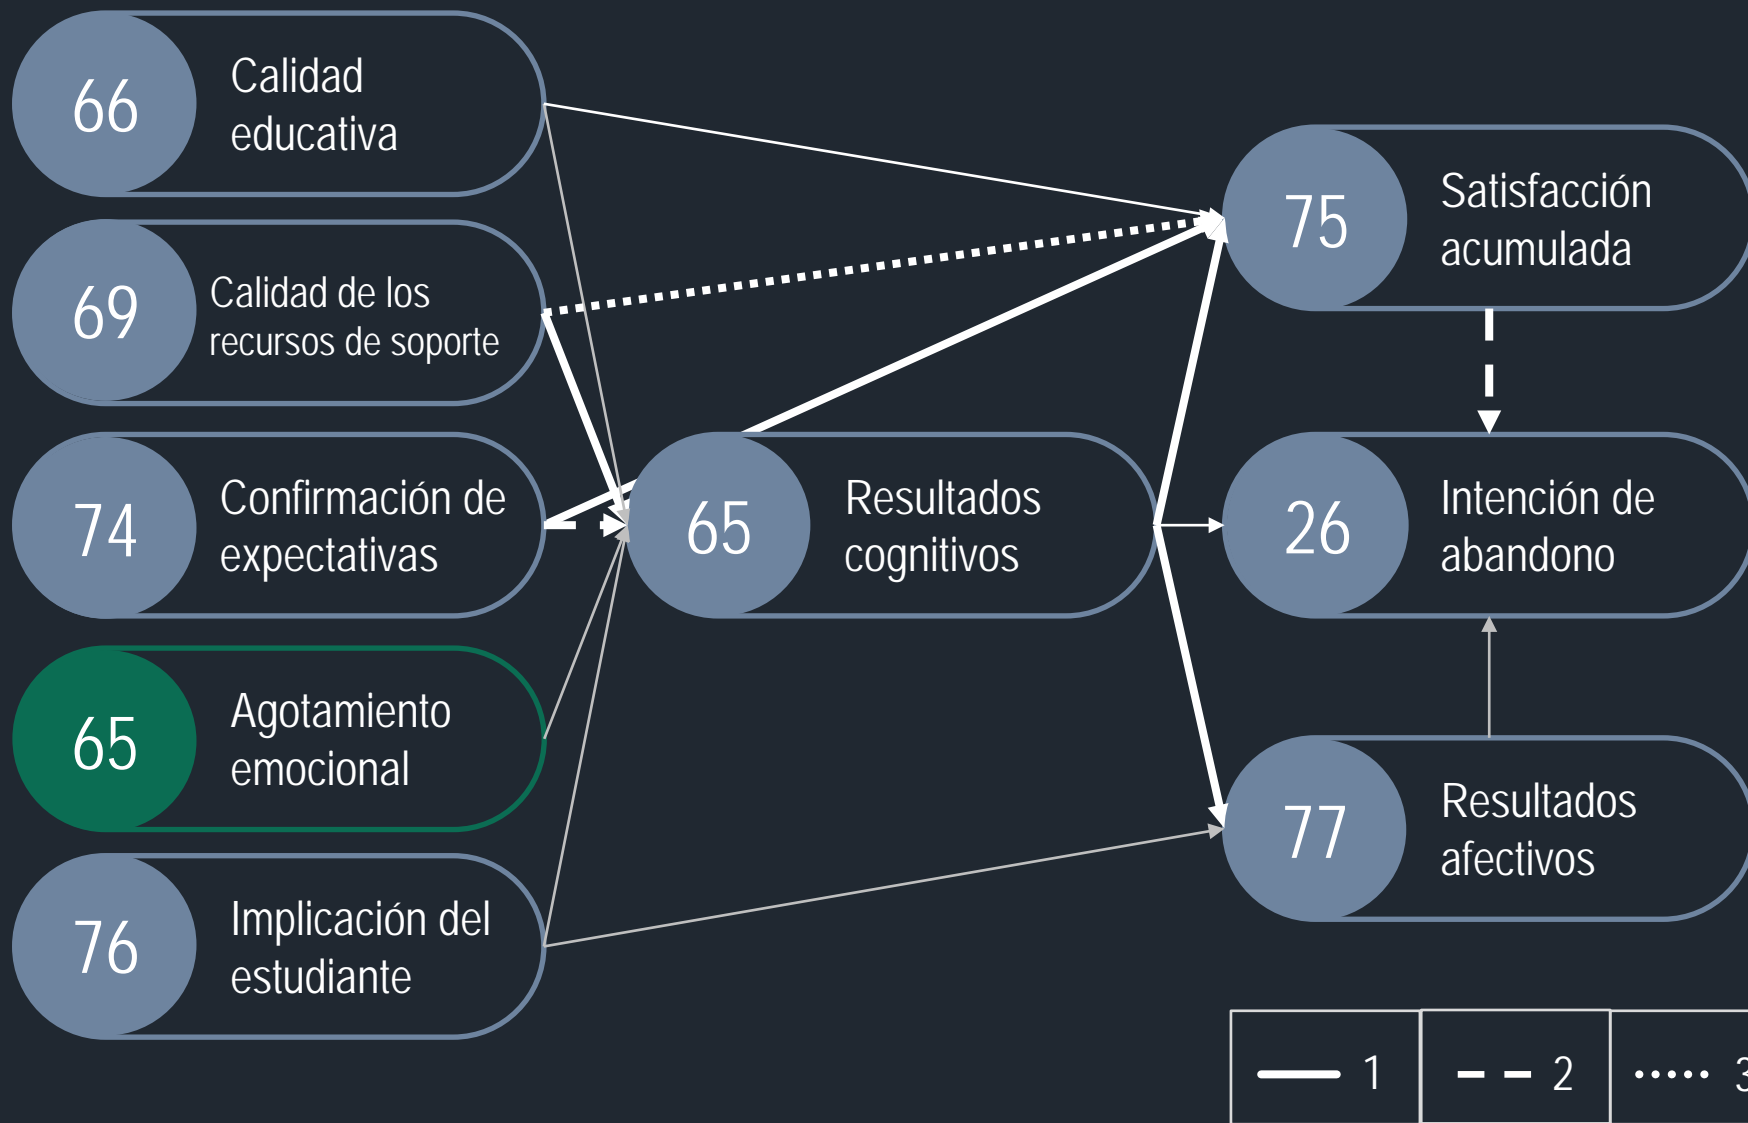 66
Calidad
educativa
69
Calidad de los
recursos de soporte
74
Confirmación de
expectativas
65
Agotamiento
emocional
76
Implicación del
estudiante
65
Resultados
cognitivos
75
Satisfacción
acumulada
26
Intención de
abandono
77
Resultados
afectivos
1
2
3